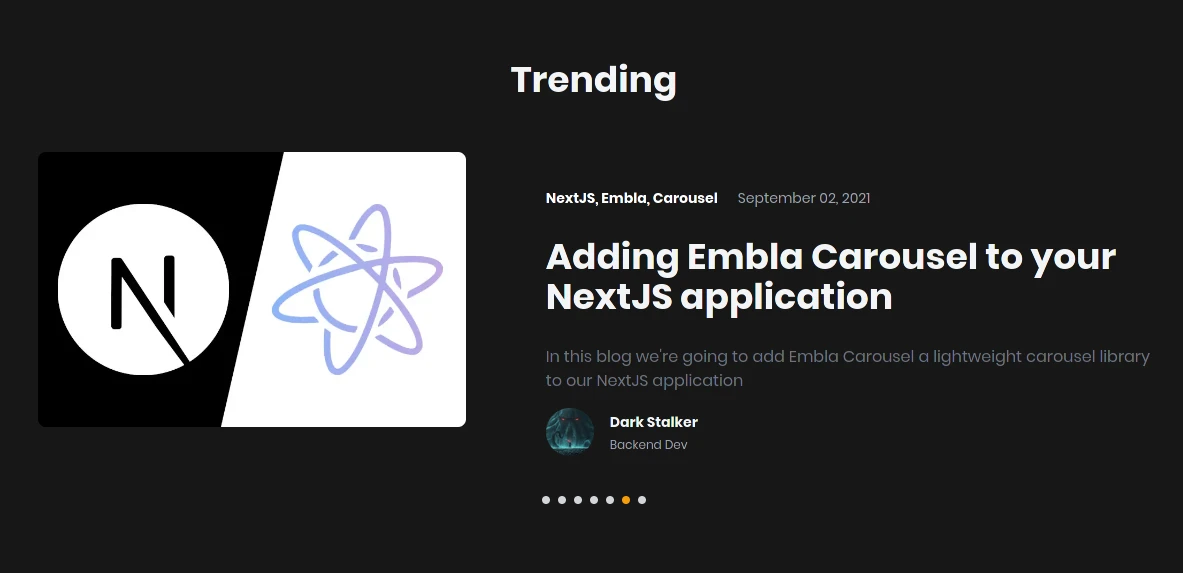 Trending
N
NextJS, Embla, Carousel September 02, 2021
Adding Embla Carousel to your
NextJS application
In this blog we're going to add Embla Carousel a lightweight carousel library
to our NextJS application
Dark Stalker
Backend Dev